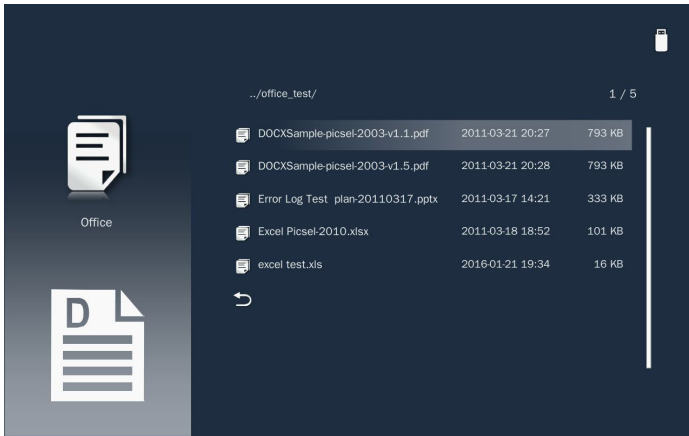 ../office_test/ 1 / 5
DOCXSample-picsel-2003-v1.1.pdf 2011-03-21 20:27 793 KB
DOCXSample-picsel-2003-v1.5.pdf 2011-03-21 20:28 793 KB
Error Log Test plan-20110317.pptx 2011-03-17 14:21 333 KB
Office
Excel Picsel-2010.xlsx 2011-03-18 18:52 101 KB
excel test.xls 2016-01-21 19:34 16 KB
D